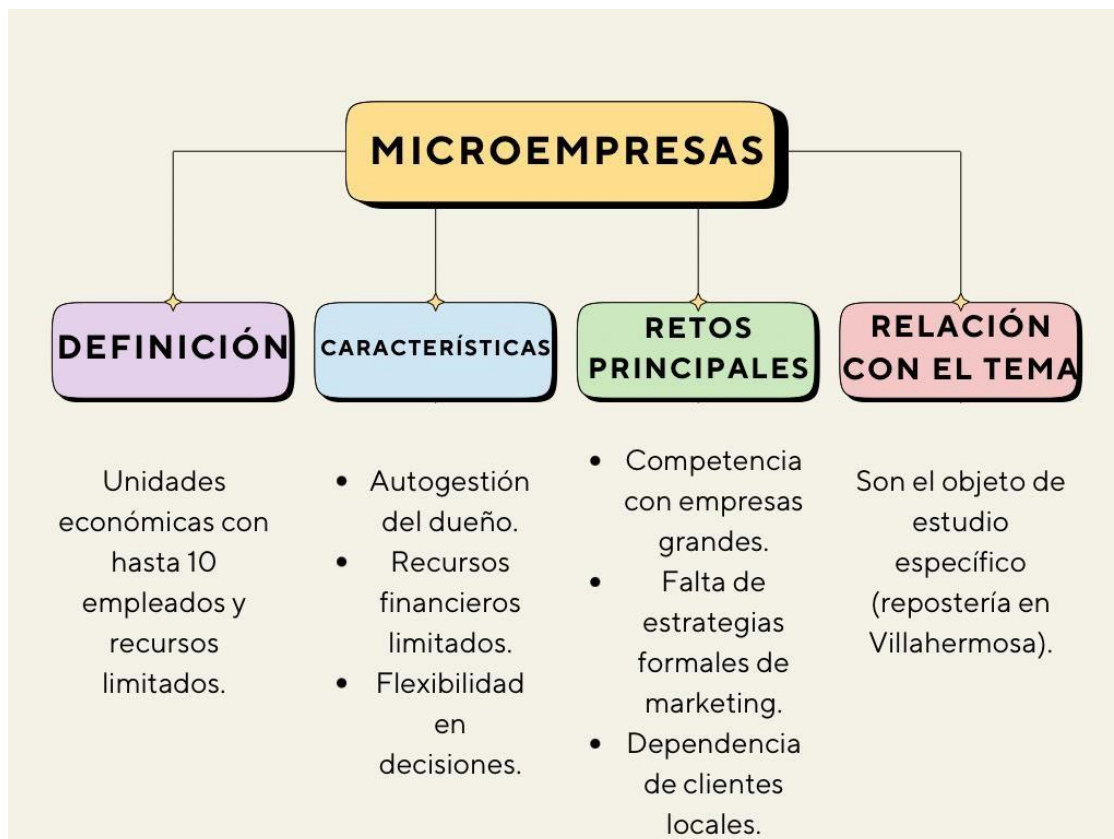 MICROEMPRESAS
DEFINICIÓN
Unidades
económicas con
hasta 10
empleados y
recursos
limitados.
CARACTERÍSTICAS
• Autogestión
del dueño.
• Recursos
financieros
limitados.
• Flexibilidad
en
decisiones.
RETOS
PRINCIPALES
• Competencia
con empresas
grandes.
• Falta de
estrategias
formales de
marketing.
• Dependencia
de clientes
locales.
RELACIÓN
CON EL TEMA
Son el objeto de
estudio
específico
(repostería en
Villahermosa).